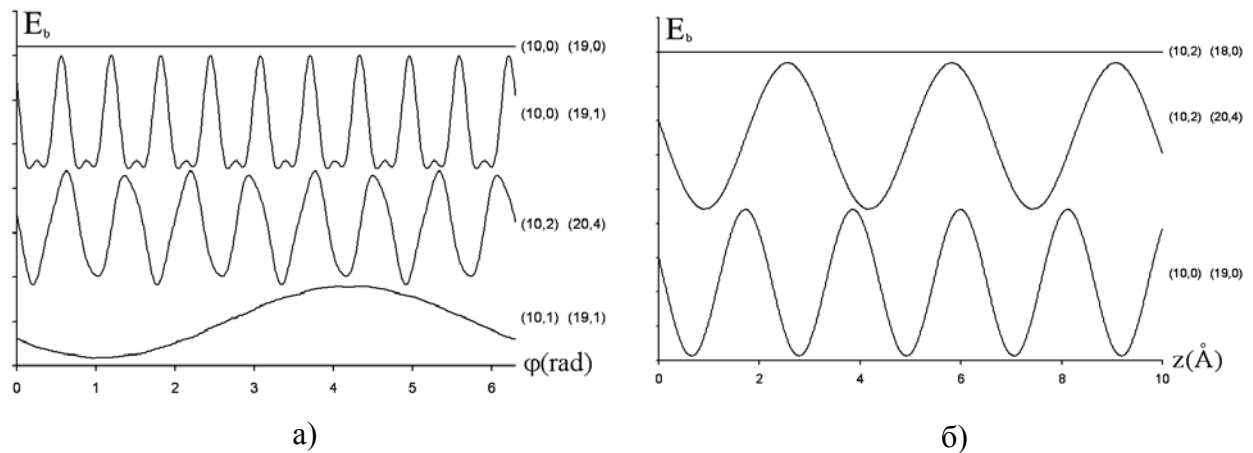 E_b
(10,0) (19,0)
(10,0) (19,1)
(10,2) (20,4)
(10,1) (19,1)
φ(rad)
0 1 2 3 4 5 6
а)
E_b
(10,2) (18,0)
(10,2) (20,4)
(10,0) (19,0)
z(Å)
0 2 4 6 8 10
б)